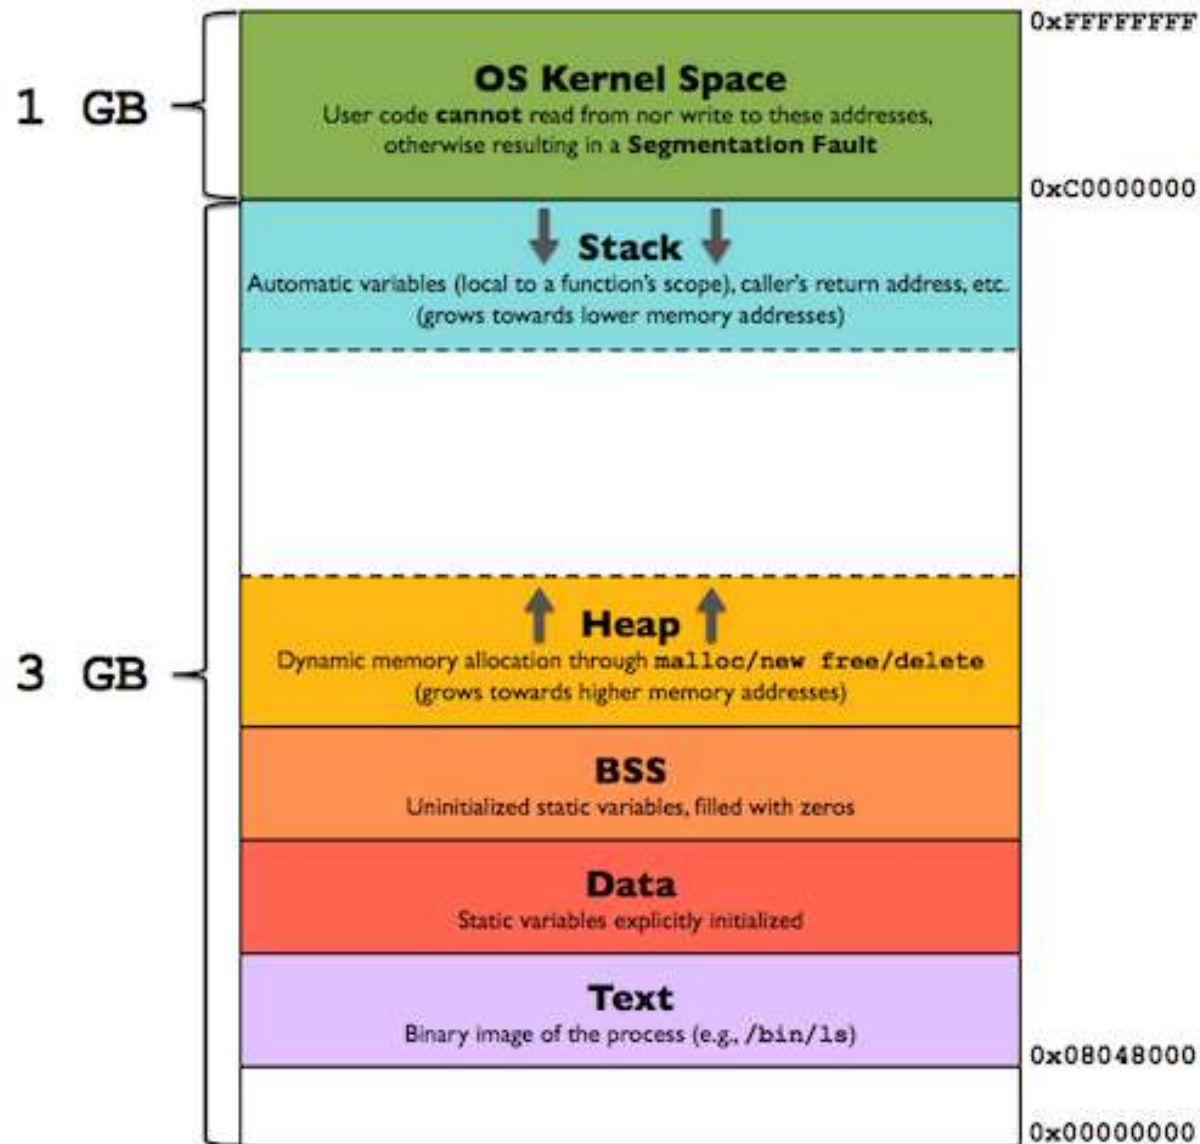 0xFFFFFFFF
OS Kernel Space
1 GB
User code cannot read from nor write to these addresses,
otherwise resulting in a Segmentation Fault
0xC0000000
Stack
Automatic variables (local to a function's scope), caller's return address, etc.
(grows towards lower memory addresses)
Heap
3 GB
Dynamic memory allocation through malloc/new free/delete
(grows towards higher memory addresses)
BSS
Uninitialized static variables, filled with zeros
Data
Static variables explicitly initialized
Text
Binary image of the process (e.g., /bin/ls)
0x08048000
0x00000000